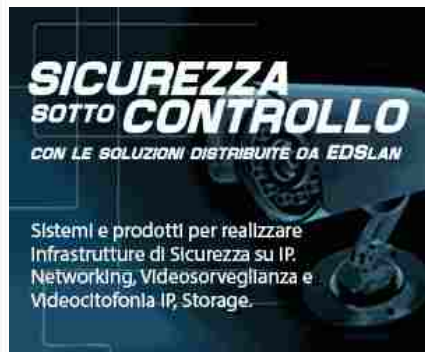 SICUREZZA
SOTTO CONTROLLO
CON LE SOLUZIONI DISTRIBUITE DA EDSLAN
Sistemi e prodotti per realizzare
infrastrutture di Sicurezza su IP.
Networking, Videosorveglianza e
Videocitofonia IP, Storage.